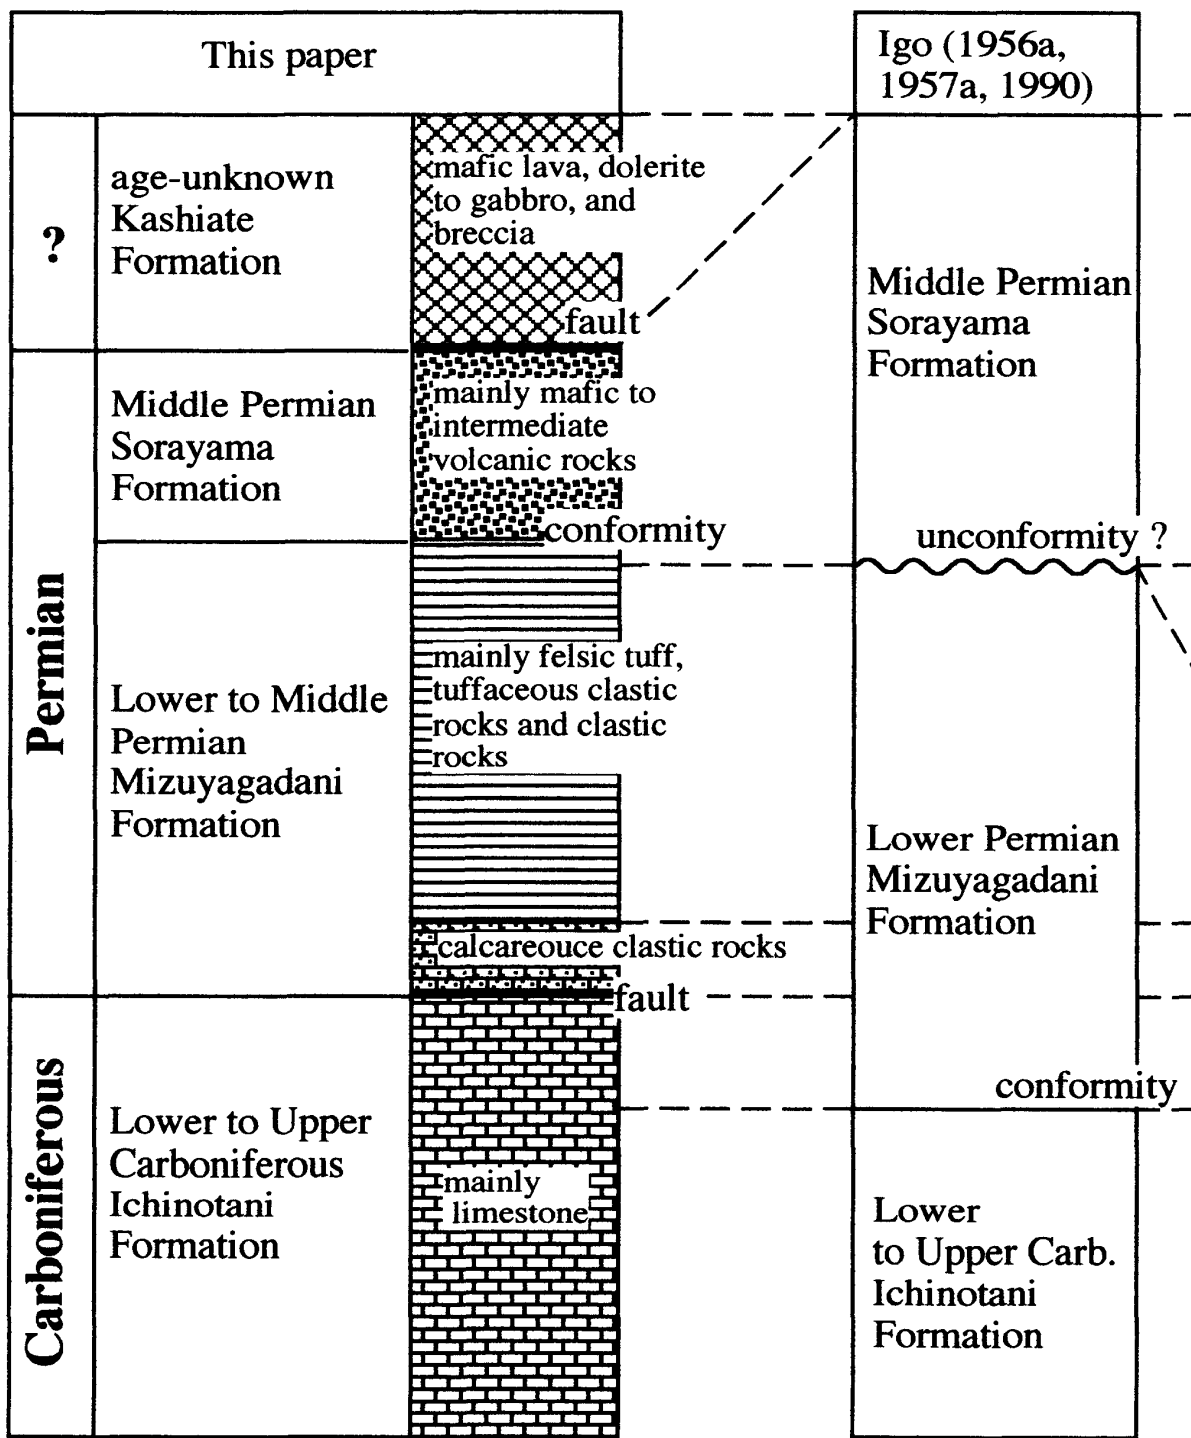 This paper
Igo (1956a,
1957a, 1990)
?
age-unknown
Kashiate
Formation
mafic lava, dolerite
to gabbro, and
breccia
fault
Permian
Middle Permian
Sorayama
Formation
mainly mafic to
intermediate
volcanic rocks
conformity
Lower to Middle
Permian
Mizuyagadani
Formation
mainly felsic tuff,
tuffaceous clastic
rocks and clastic
rocks
calcareouce clastic rocks
fault
Carboniferous
Lower to Upper
Carboniferous
Ichinotani
Formation
mainly
limestone
Middle Permian
Sorayama
Formation
unconformity ?
Lower Permian
Mizuyagadani
Formation
conformity
Lower
to Upper Carb.
Ichinotani
Formation